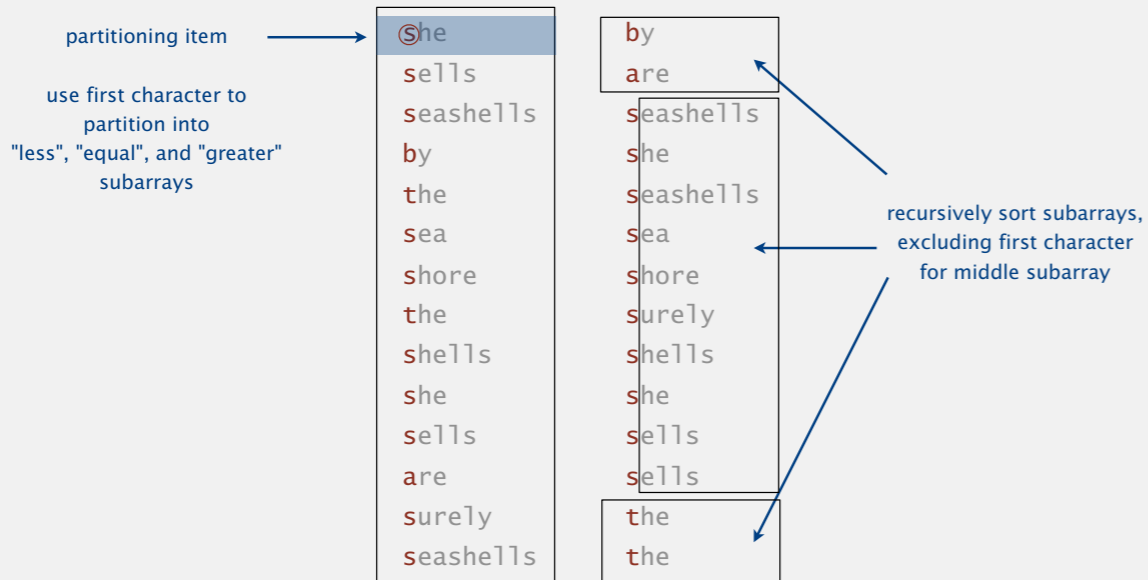 partitioning item
use first character to
partition into
"less", "equal", and "greater"
subarrays
she
sells
seashells
by
the
sea
shore
the
shells
she
sells
are
surely
seashells
by
are
seashells
she
seashells
sea
shore
surely
shells
she
sells
sells
the
the
recursively sort subarrays,
excluding first character
for middle subarray